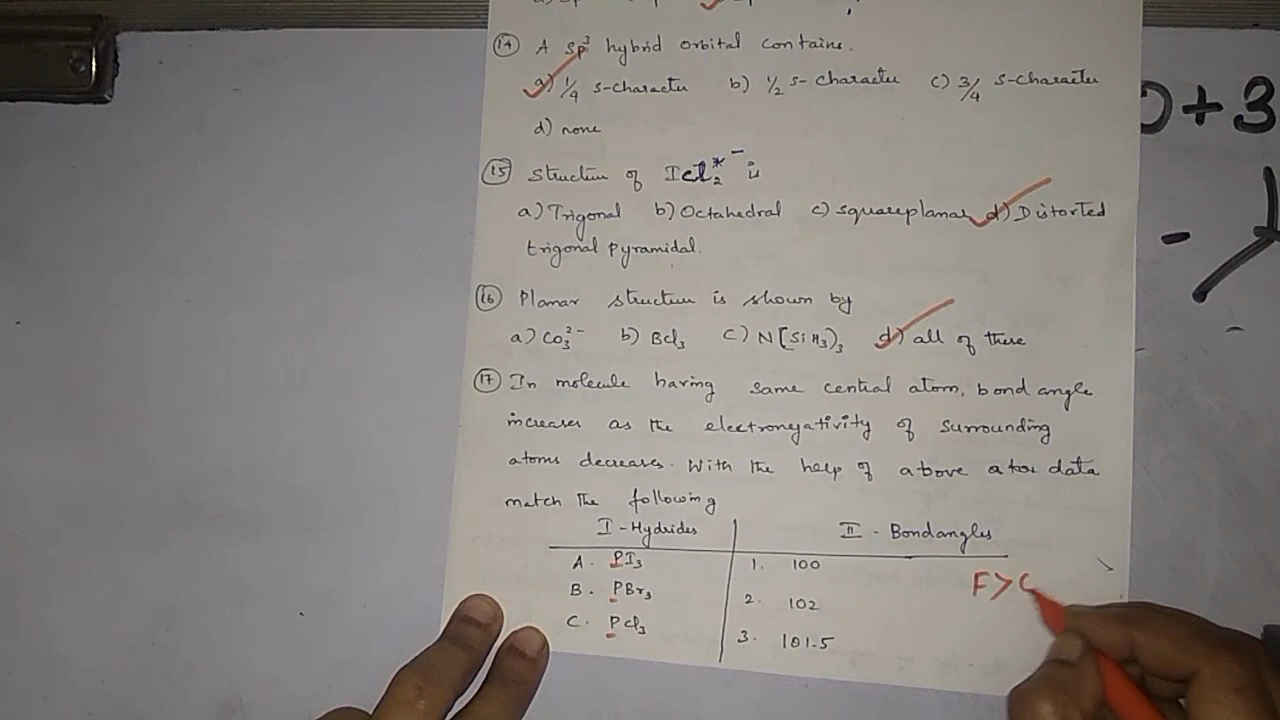 14 A sp³ hybrid orbital contains.
a) 1/4 s-character b) 1/2 s-character c) 3/4 s-character
d) none
15 Structure of ICl₂*⁻ is
a) Trigonal b) Octahedral c) squareplanar d) Distorted
trigonal pyramidal.
16 Planar structure is shown by
a) CO₃²⁻ b) BCl₃ c) N[SiH₃)₃ d) all of these
17 In molecule having same central atom, bond angle
increases as the electronegativity of surrounding
atoms decreases. With the help of above data
match the following
I - Hydrides II - Bondangles
A. PI₃ 1. 100
B. PBr₃ 2. 102
C. PCl₃ 3. 101.5
F>C
0+3
-